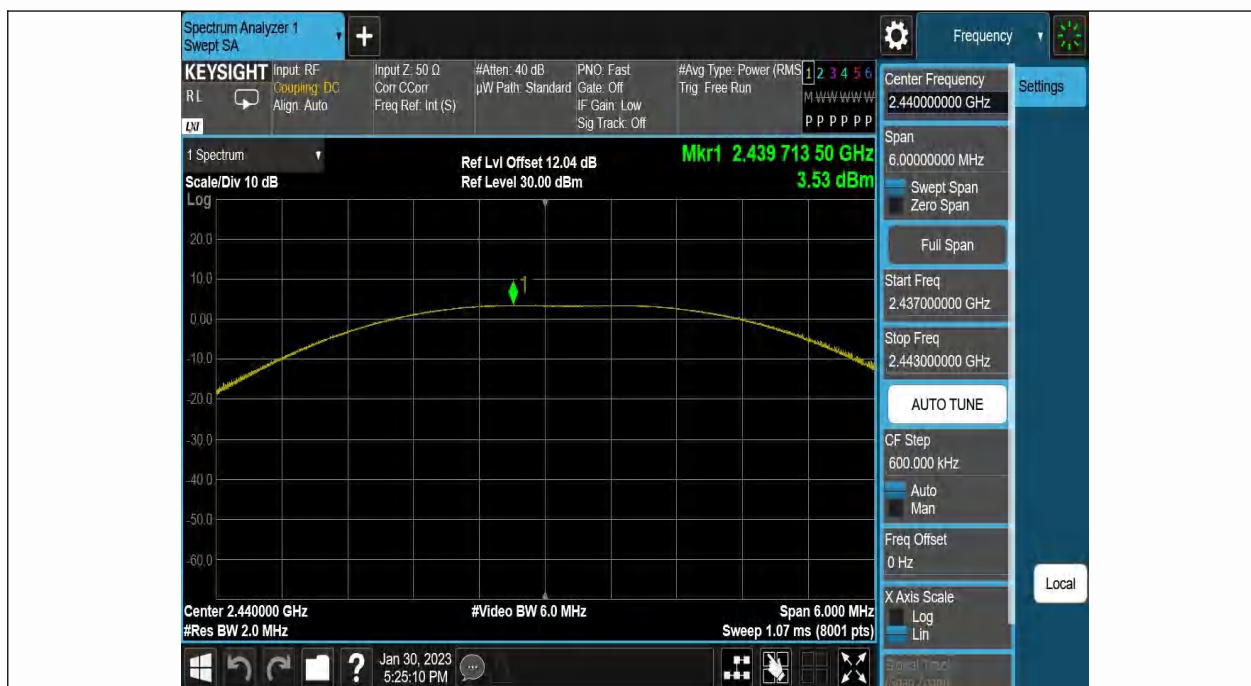 Spectrum Analyzer 1
Swept SA
+
Frequency
KEYSIGHT
RL
LXI
Input: RF
Coupling: DC
Align: Auto
Input Z: 50 Ω
Corr CCorr
Freq Ref: Int (S)
#Atten: 40 dB
µW Path: Standard
PNO: Fast
Gate: Off
IF Gain: Low
Sig Track: Off
#Avg Type: Power (RMS
Trig: Free Run
1 2 3 4 5 6
M W W W W W
P P P P P P
1 Spectrum
Scale/Div 10 dB
Log
Ref Lvl Offset 12.04 dB
Ref Level 30.00 dBm
Mkr1 2.439 713 50 GHz
3.53 dBm
20.0
10.0
0.00
-10.0
-20.0
-30.0
-40.0
-50.0
-60.0
1
Center 2.440000 GHz
#Res BW 2.0 MHz
#Video BW 6.0 MHz
Span 6.000 MHz
Sweep 1.07 ms (8001 pts)
Center Frequency
2.440000000 GHz
Settings
Span
6.00000000 MHz
Swept Span
Zero Span
Full Span
Start Freq
2.437000000 GHz
Stop Freq
2.443000000 GHz
AUTO TUNE
CF Step
600.000 kHz
Auto
Man
Freq Offset
0 Hz
X Axis Scale
Log
Lin
Local
Signal Track
(Span Zoom)
?
Jan 30, 2023
5:25:10 PM